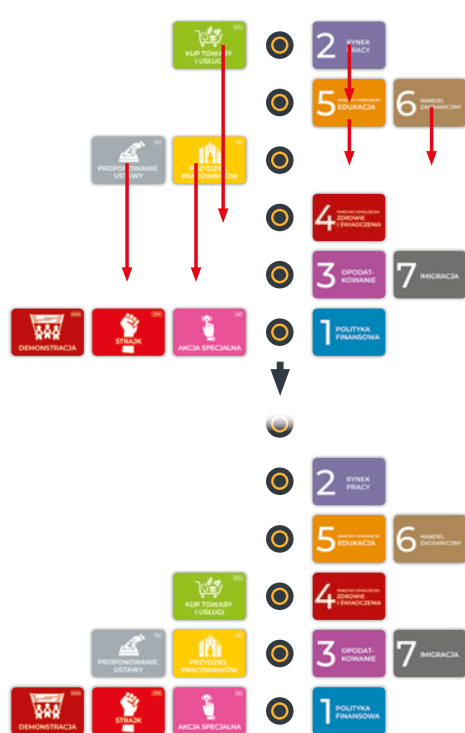 KUP TOWARY
I USŁUGI
2 RYNEK
PRACY
5 EDUKACJA
6 HANDEL
ZAGRANICZNY
PROPONOWANIE
USTAWY
PRZYDZIEL
PRACOWNIKÓW
4 ZDROWIE
I ŚWIADCZENIA
3 OPODAT-
KOWANIE
7 IMIGRACJA
DEMONSTRACJA
STRAJK
AKCJA SPECJALNA
1 POLITYKA
FINANSOWA
2 RYNEK
PRACY
5 EDUKACJA
6 HANDEL
ZAGRANICZNY
KUP TOWARY
I USŁUGI
4 ZDROWIE
I ŚWIADCZENIA
PROPONOWANIE
USTAWY
PRZYDZIEL
PRACOWNIKÓW
3 OPODAT-
KOWANIE
7 IMIGRACJA
DEMONSTRACJA
STRAJK
AKCJA SPECJALNA
1 POLITYKA
FINANSOWA